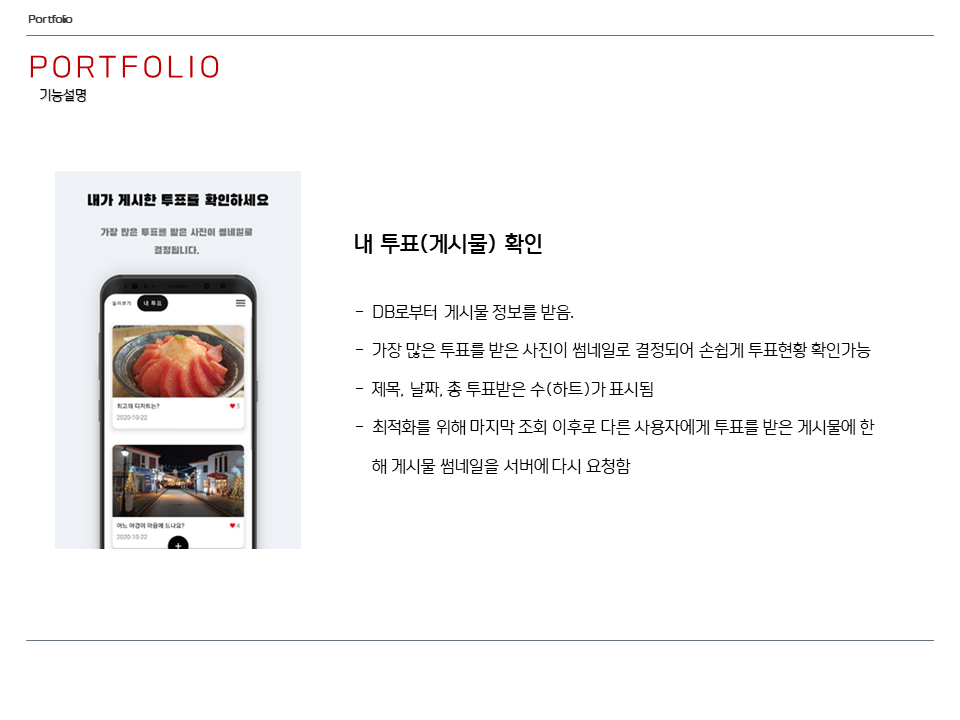 Portfolio
PORTFOLIO
기능설명
내가 게시한 투표를 확인하세요
가장 많은 투표를 받은 사진이 썸네일로
결정됩니다.
둘러보기 내 투표
최고의 디저트는? 5
2020-10-22
어느 야경이 마음에 드나요? 4
2020-10-22
+
내 투표(게시물) 확인
- DB로부터 게시물 정보를 받음.
- 가장 많은 투표를 받은 사진이 썸네일로 결정되어 손쉽게 투표현황 확인가능
- 제목, 날짜, 총 투표받은 수(하트)가 표시됨
- 최적화를 위해 마지막 조회 이후로 다른 사용자에게 투표를 받은 게시물에 한
해 게시물 썸네일을 서버에 다시 요청함